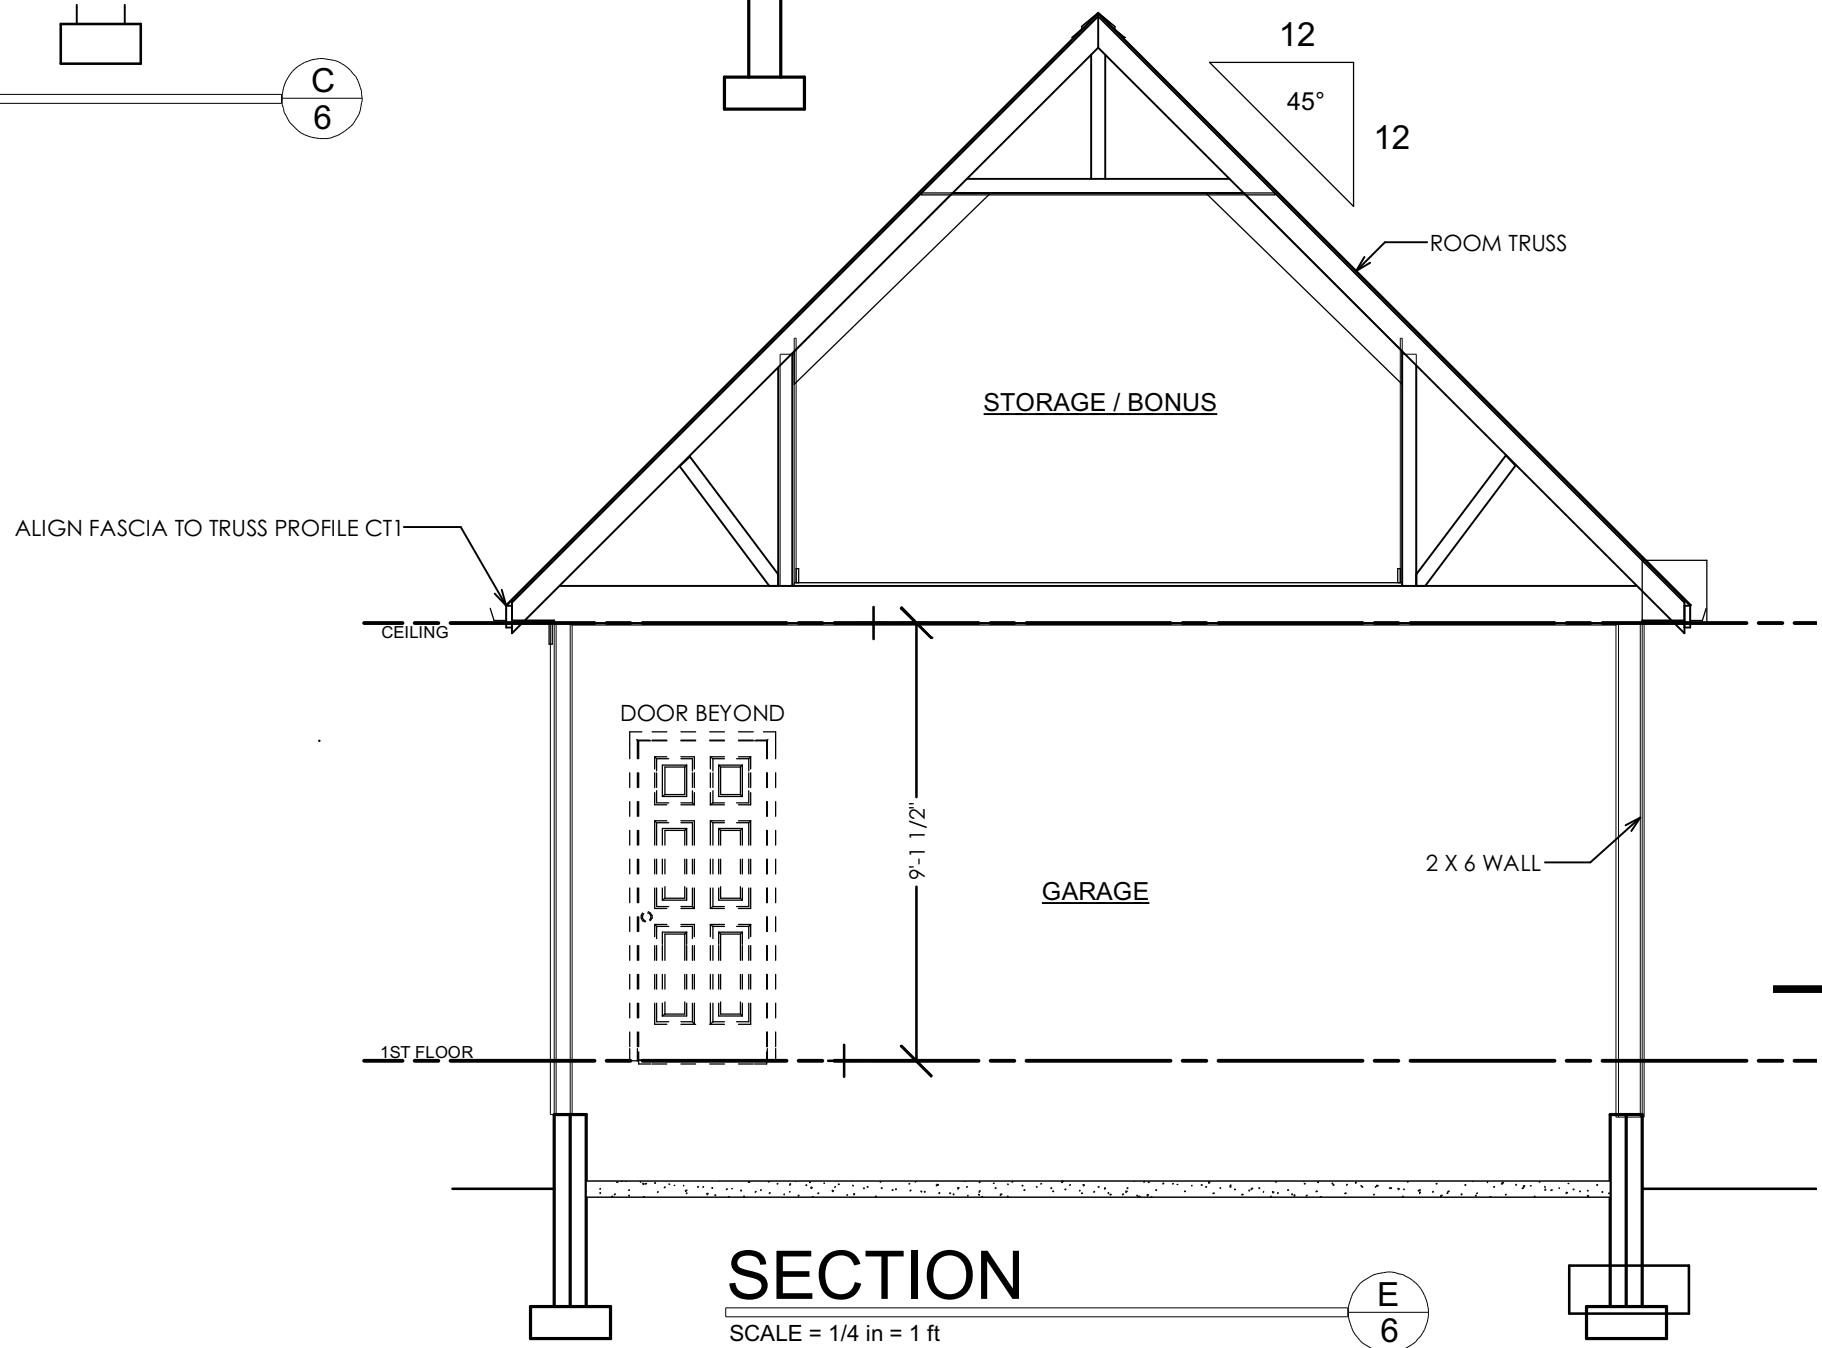 C
6
12
45°
12
ROOM TRUSS
STORAGE / BONUS
ALIGN FASCIA TO TRUSS PROFILE CT1
CEILING
DOOR BEYOND
9'-1 1/2"
2 X 6 WALL
GARAGE
1ST FLOOR
SECTION
SCALE = 1/4 in = 1 ft
E
6